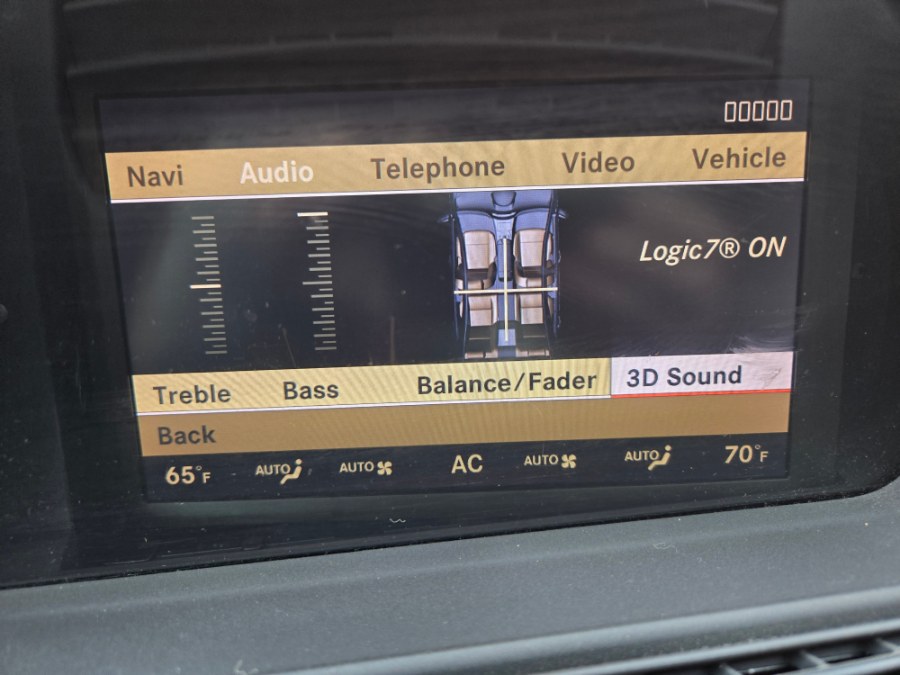 Navi Audio Telephone Video Vehicle
Logic7® ON
Treble Bass Balance/Fader 3D Sound
Back
65°F AUTO AUTO AC AUTO AUTO 70°F